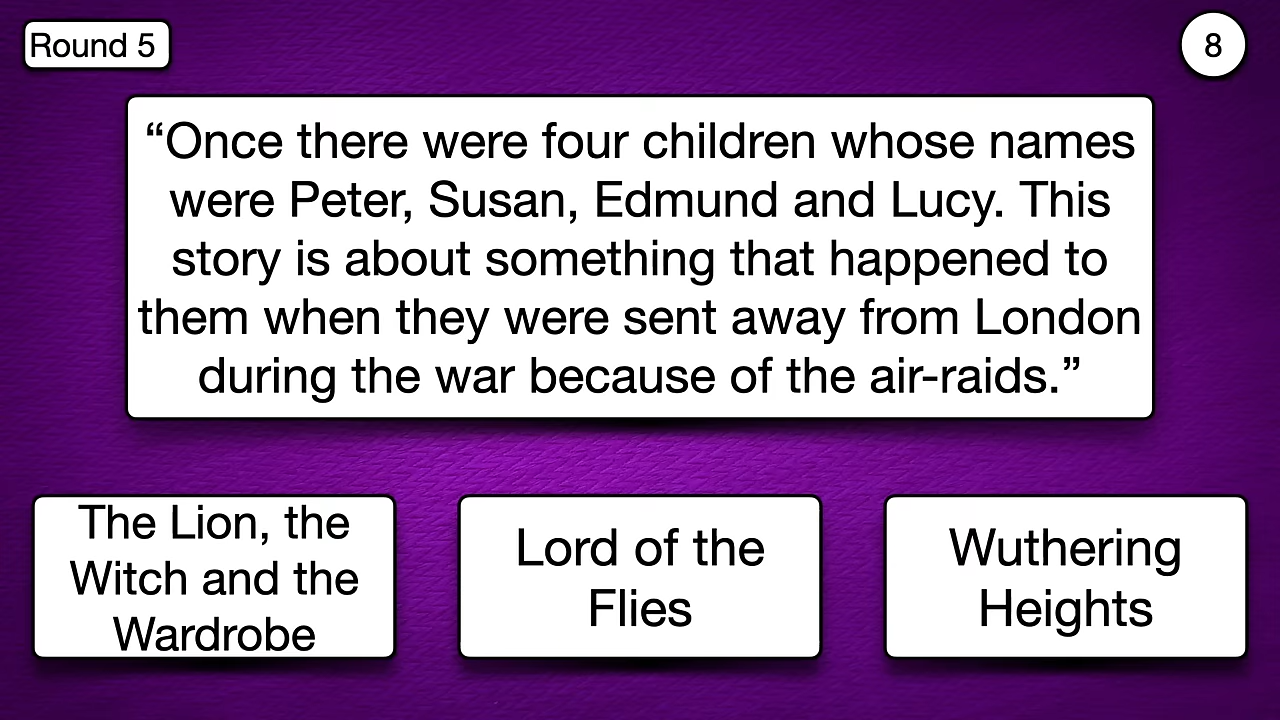 Round 5
8
“Once there were four children whose names
were Peter, Susan, Edmund and Lucy. This
story is about something that happened to
them when they were sent away from London
during the war because of the air-raids.”
The Lion, the
Witch and the
Wardrobe
Lord of the
Flies
Wuthering
Heights